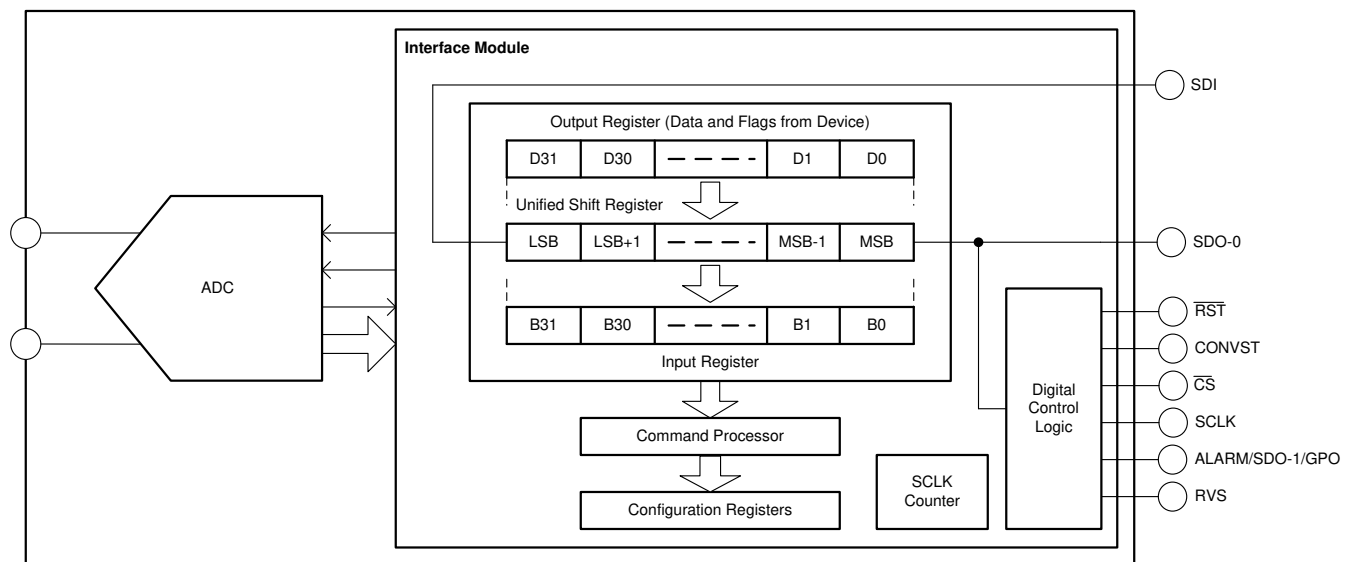 Interface Module
SDI
Output Register (Data and Flags from Device)
D31 D30 D1 D0
Unified Shift Register
LSB LSB+1 MSB-1 MSB
SDO-0
ADC
B31 B30 B1 B0
Input Register
RST
CONVST
CS
SCLK
ALARM/SDO-1/GPO
RVS
Digital
Control
Logic
Command Processor
SCLK
Counter
Configuration Registers